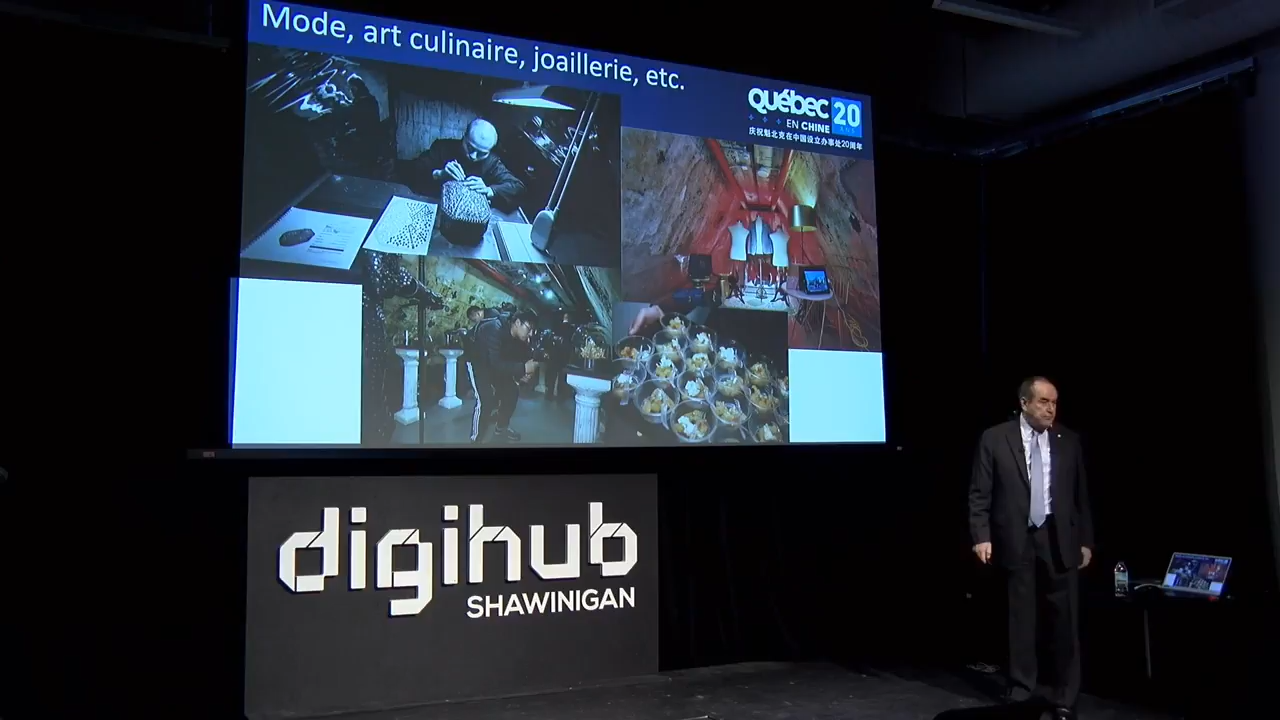 Mode, art culinaire, joaillerie, etc.
Québec 20
EN CHINE ANS
庆祝魁北克在中国设立办事处20周年
digihub
SHAWINIGAN